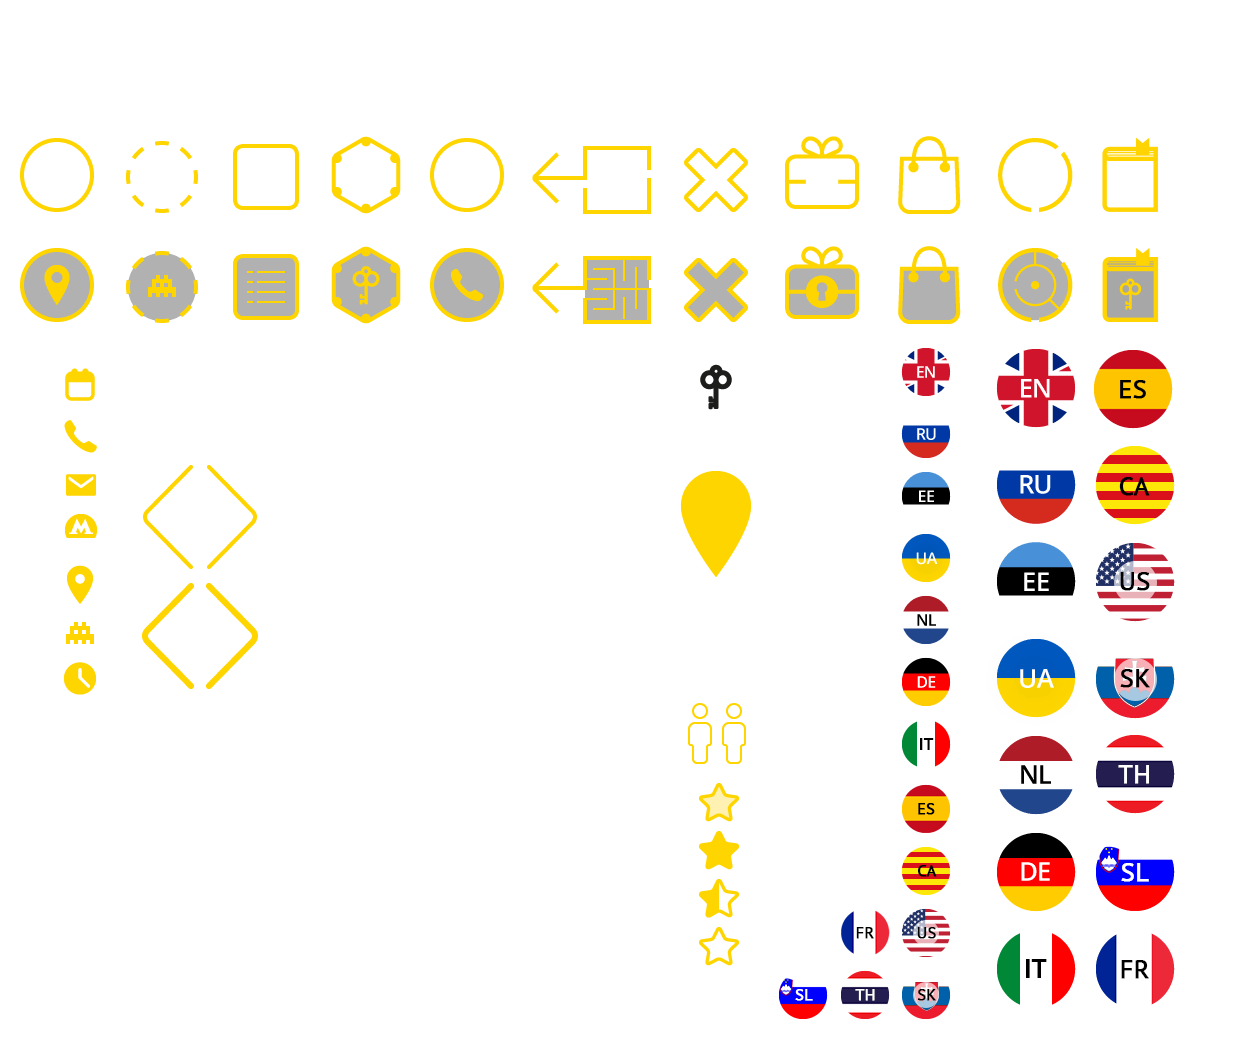 EN
EN
ES
RU
RU
CA
EE
EE
US
UA
UA
SK
NL
NL
TH
DE
DE
SL
IT
IT
FR
ES
CA
FR
US
SL
TH
SK